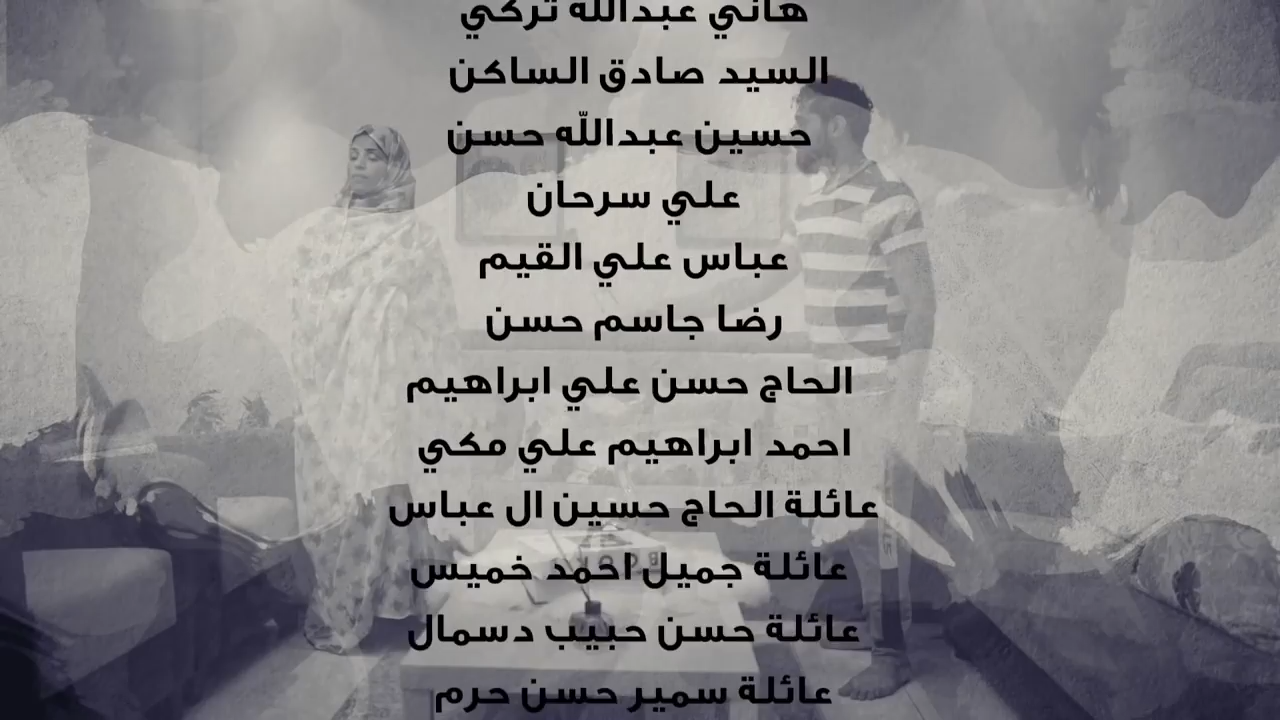 هاني عبدالله تركي
السيد صادق الساكن
حسين عبدالله حسن
علي سرحان
عباس علي القيم
رضا جاسم حسن
الحاج حسن علي ابراهيم
احمد ابراهيم علي مكي
عائلة الحاج حسين ال عباس
عائلة جميل احمد خميس
عائلة حسن حبيب دسمال
عائلة سمير حسن حرم